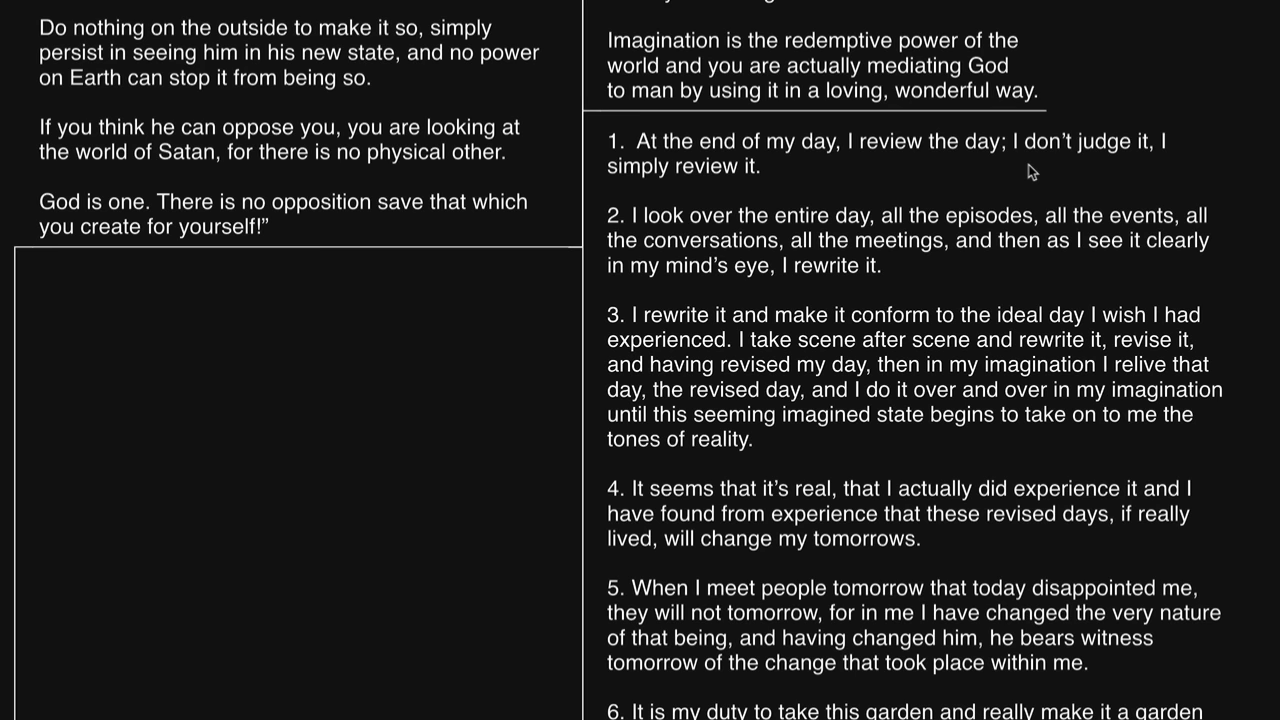 Do nothing on the outside to make it so, simply
persist in seeing him in his new state, and no power
on Earth can stop it from being so.
If you think he can oppose you, you are looking at
the world of Satan, for there is no physical other.
God is one. There is no opposition save that which
you create for yourself!”
Imagination is the redemptive power of the
world and you are actually mediating God
to man by using it in a loving, wonderful way.
1.  At the end of my day, I review the day; I don’t judge it, I
simply review it.
2. I look over the entire day, all the episodes, all the events, all
the conversations, all the meetings, and then as I see it clearly
in my mind’s eye, I rewrite it.
3. I rewrite it and make it conform to the ideal day I wish I had
experienced. I take scene after scene and rewrite it, revise it,
and having revised my day, then in my imagination I relive that
day, the revised day, and I do it over and over in my imagination
until this seeming imagined state begins to take on to me the
tones of reality.
4. It seems that it’s real, that I actually did experience it and I
have found from experience that these revised days, if really
lived, will change my tomorrows.
5. When I meet people tomorrow that today disappointed me,
they will not tomorrow, for in me I have changed the very nature
of that being, and having changed him, he bears witness
tomorrow of the change that took place within me.
6. It is my duty to take this garden and really make it a garden